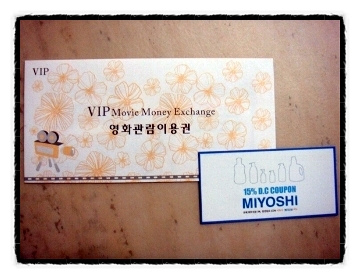 VIP
VIP Movie Money Exchange
영화관람이용권
15% D.C COUPON
MIYOSHI